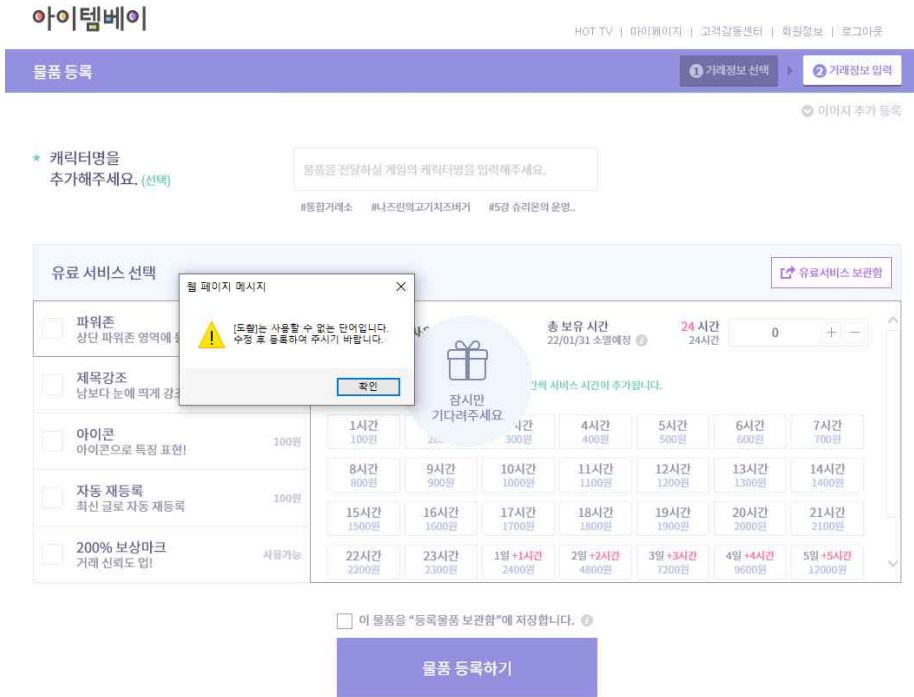 아이템베이
HOT TV | 마이페이지 | 고객감동센터 | 회원정보 | 로그아웃
물품 등록
1 거래정보 선택
2 거래정보 입력
이미지 추가 등록
* 캐릭터명을
추가해주세요. (선택)
물품을 전달하실 게임의 캐릭터명을 입력해주세요.
#통합거래소 #나즈린의고기치즈버거 #5강 슈리온의 운명..
유료 서비스 선택
유료서비스 보관함
웹 페이지 메시지
[도촬]는 사용할 수 없는 단어입니다.
수정 후 등록하여 주시기 바랍니다.
확인
파워존
상단 파워존 영역에
제목강조
남보다 눈에 띄게 강조
아이콘
아이콘으로 특징 표현!
100원
자동 재등록
최신 글로 자동 재등록
100원
200% 보상마크
거래 신뢰도 업!
사용가능
잠시만
기다려주세요
총 보유 시간
22/01/31 소멸예정
24 시간
24시간
0 + -
간씩 서비스 시간이 추가됩니다.
1시간 4시간 5시간 6시간 7시간
100원 300원 400원 500원 600원 700원
8시간 9시간 10시간 11시간 12시간 13시간 14시간
800원 900원 1000원 1100원 1200원 1300원 1400원
15시간 16시간 17시간 18시간 19시간 20시간 21시간
1500원 1600원 1700원 1800원 1900원 2000원 2100원
22시간 23시간 1일 +1시간 2일 +2시간 3일 +3시간 4일 +4시간 5일 +5시간
2200원 2300원 2400원 4800원 7200원 9600원 12000원
이 물품을 “등록물품 보관함”에 저장합니다.
물품 등록하기